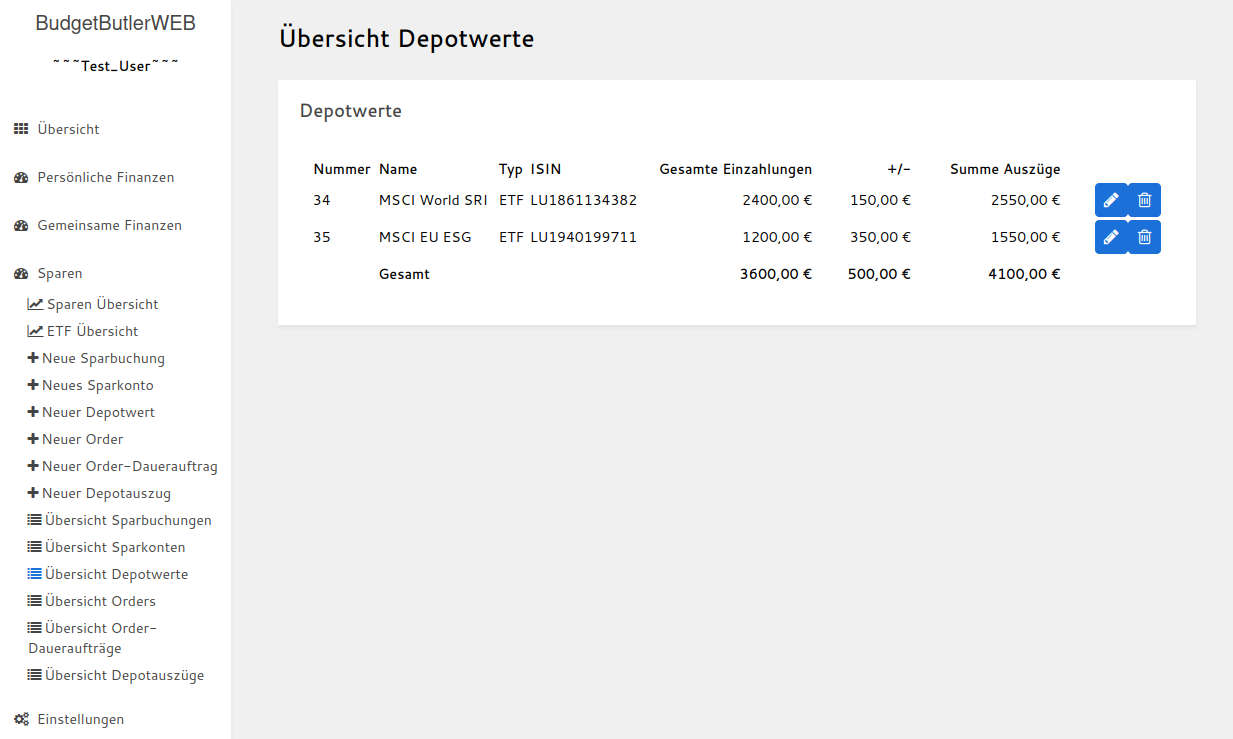 BudgetButlerWEB
~~~Test_User~~~
Übersicht
Persönliche Finanzen
Gemeinsame Finanzen
Sparen
Sparen Übersicht
ETF Übersicht
Neue Sparbuchung
Neues Sparkonto
Neuer Depotwert
Neuer Order
Neuer Order-Dauerauftrag
Neuer Depotauszug
Übersicht Sparbuchungen
Übersicht Sparkonten
Übersicht Depotwerte
Übersicht Orders
Übersicht Order-
Daueraufträge
Übersicht Depotauszüge
Einstellungen
Übersicht Depotwerte
Depotwerte
Nummer Name Typ ISIN Gesamte Einzahlungen +/- Summe Auszüge
34 MSCI World SRI ETF LU1861134382 2400,00 € 150,00 € 2550,00 €
35 MSCI EU ESG ETF LU1940199711 1200,00 € 350,00 € 1550,00 €
Gesamt 3600,00 € 500,00 € 4100,00 €